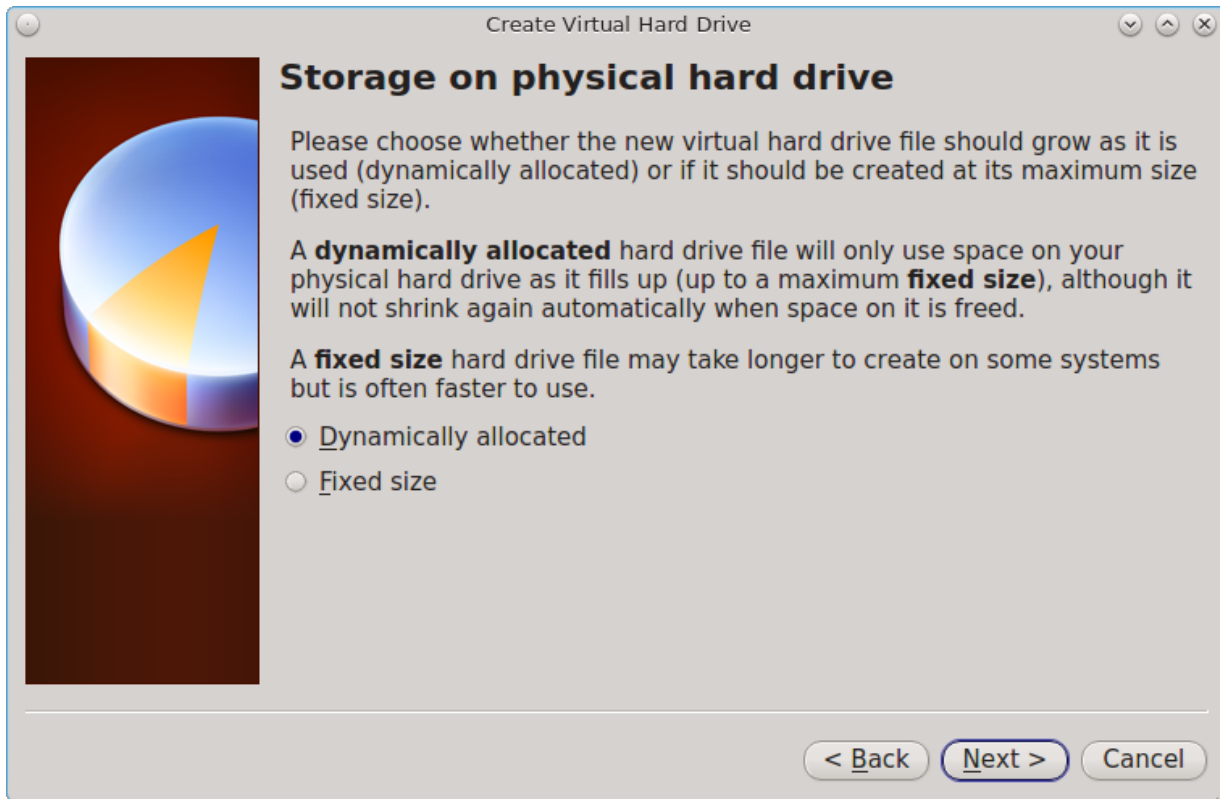 Create Virtual Hard Drive
Storage on physical hard drive
Please choose whether the new virtual hard drive file should grow as it is
used (dynamically allocated) or if it should be created at its maximum size
(fixed size).
A dynamically allocated hard drive file will only use space on your
physical hard drive as it fills up (up to a maximum fixed size), although it
will not shrink again automatically when space on it is freed.
A fixed size hard drive file may take longer to create on some systems
but is often faster to use.
Dynamically allocated
Fixed size
< Back Next > Cancel